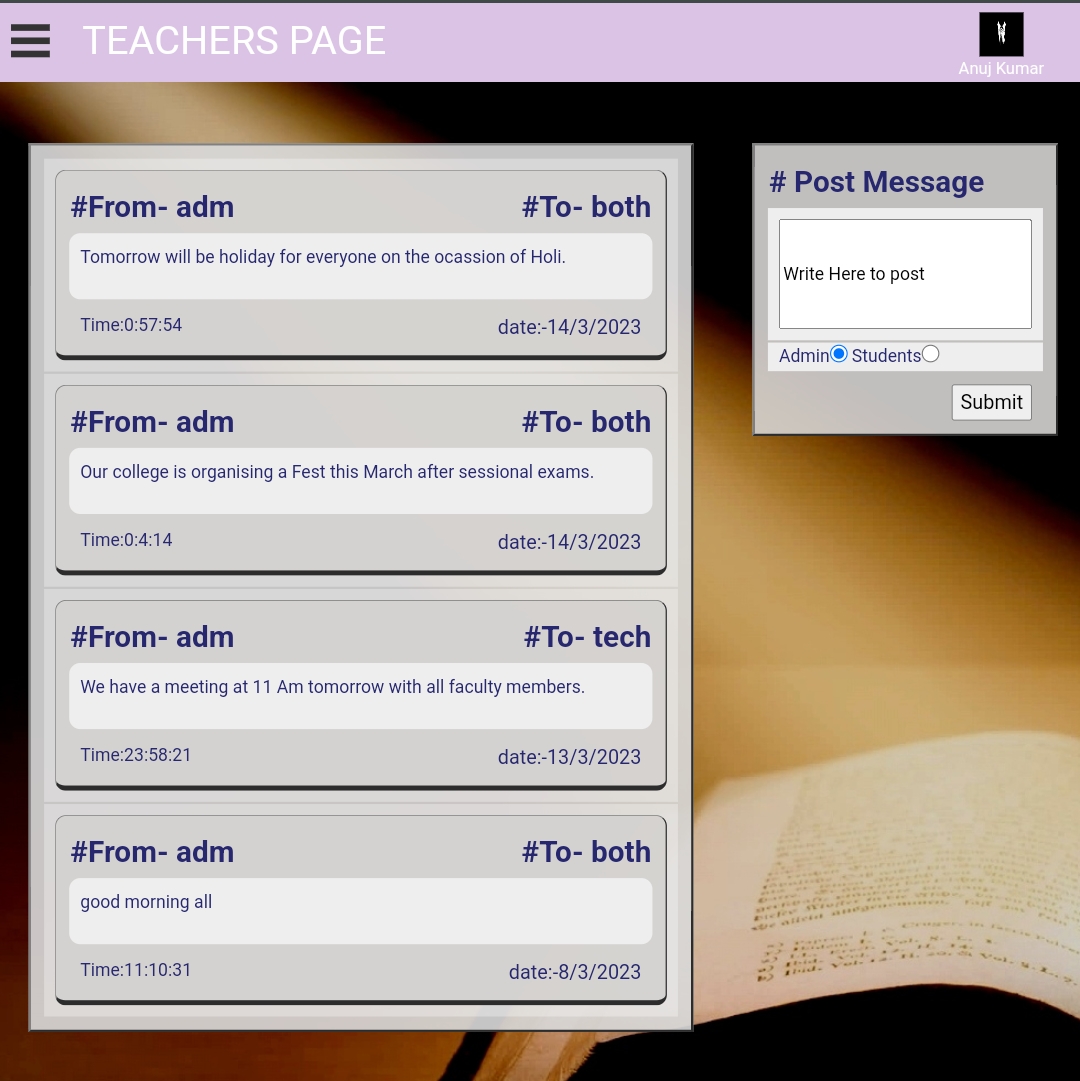 TEACHERS PAGE
Anuj Kumar
#From- adm #To- both
Tomorrow will be holiday for everyone on the ocassion of Holi.
Time:0:57:54 date:-14/3/2023
#From- adm #To- both
Our college is organising a Fest this March after sessional exams.
Time:0:4:14 date:-14/3/2023
#From- adm #To- tech
We have a meeting at 11 Am tomorrow with all faculty members.
Time:23:58:21 date:-13/3/2023
#From- adm #To- both
good morning all
Time:11:10:31 date:-8/3/2023
# Post Message
Write Here to post
Admin Students
Submit